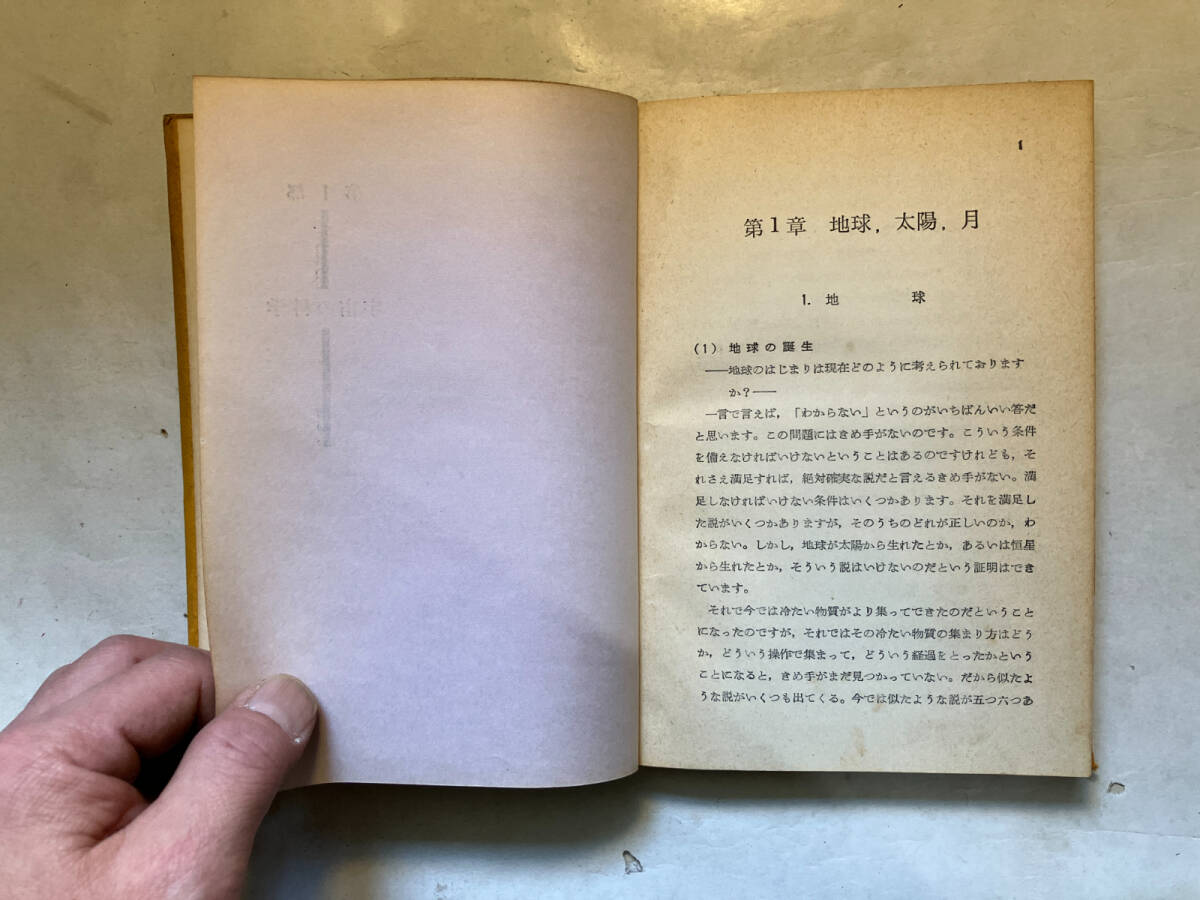 1
第1章 地球，太陽，月
1. 地 球
(1) 地球の誕生
――地球のはじまりは現在どのように考えられております
か？――
一言で言えば，「わからない」というのがいちばんいい答だ
と思います。この問題にはきめ手がないのです。こういう条件
を備えなければいけないということはあるのですけれども，そ
れさえ満足すれば，絶対確実な説だと言えるきめ手がない。満
足しなければいけない条件はいくつかあります。それを満足し
た説がいくつかありますが，そのうちのどれが正しいのか，わ
からない。しかし，地球が太陽から生れたとか，あるいは恒星
から生れたとか，そういう説はいけないのだという証明はでき
ています。
それで今では冷たい物質がより集ってできたのだということ
になったのですが，それではその冷たい物質の集まり方はどう
か，どういう操作で集まって，どういう経過をとったかという
ことになると，きめ手がまだ見つかっていない。だから似たよ
うな説がいくつも出てくる。今では似たような説が五つ六つあ